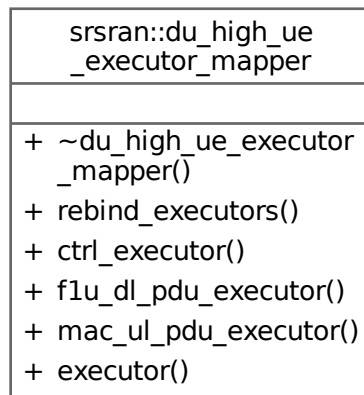 srsran::du_high_ue
_executor_mapper
+ ~du_high_ue_executor
_mapper()
+ rebind_executors()
+ ctrl_executor()
+ f1u_dl_pdu_executor()
+ mac_ul_pdu_executor()
+ executor()